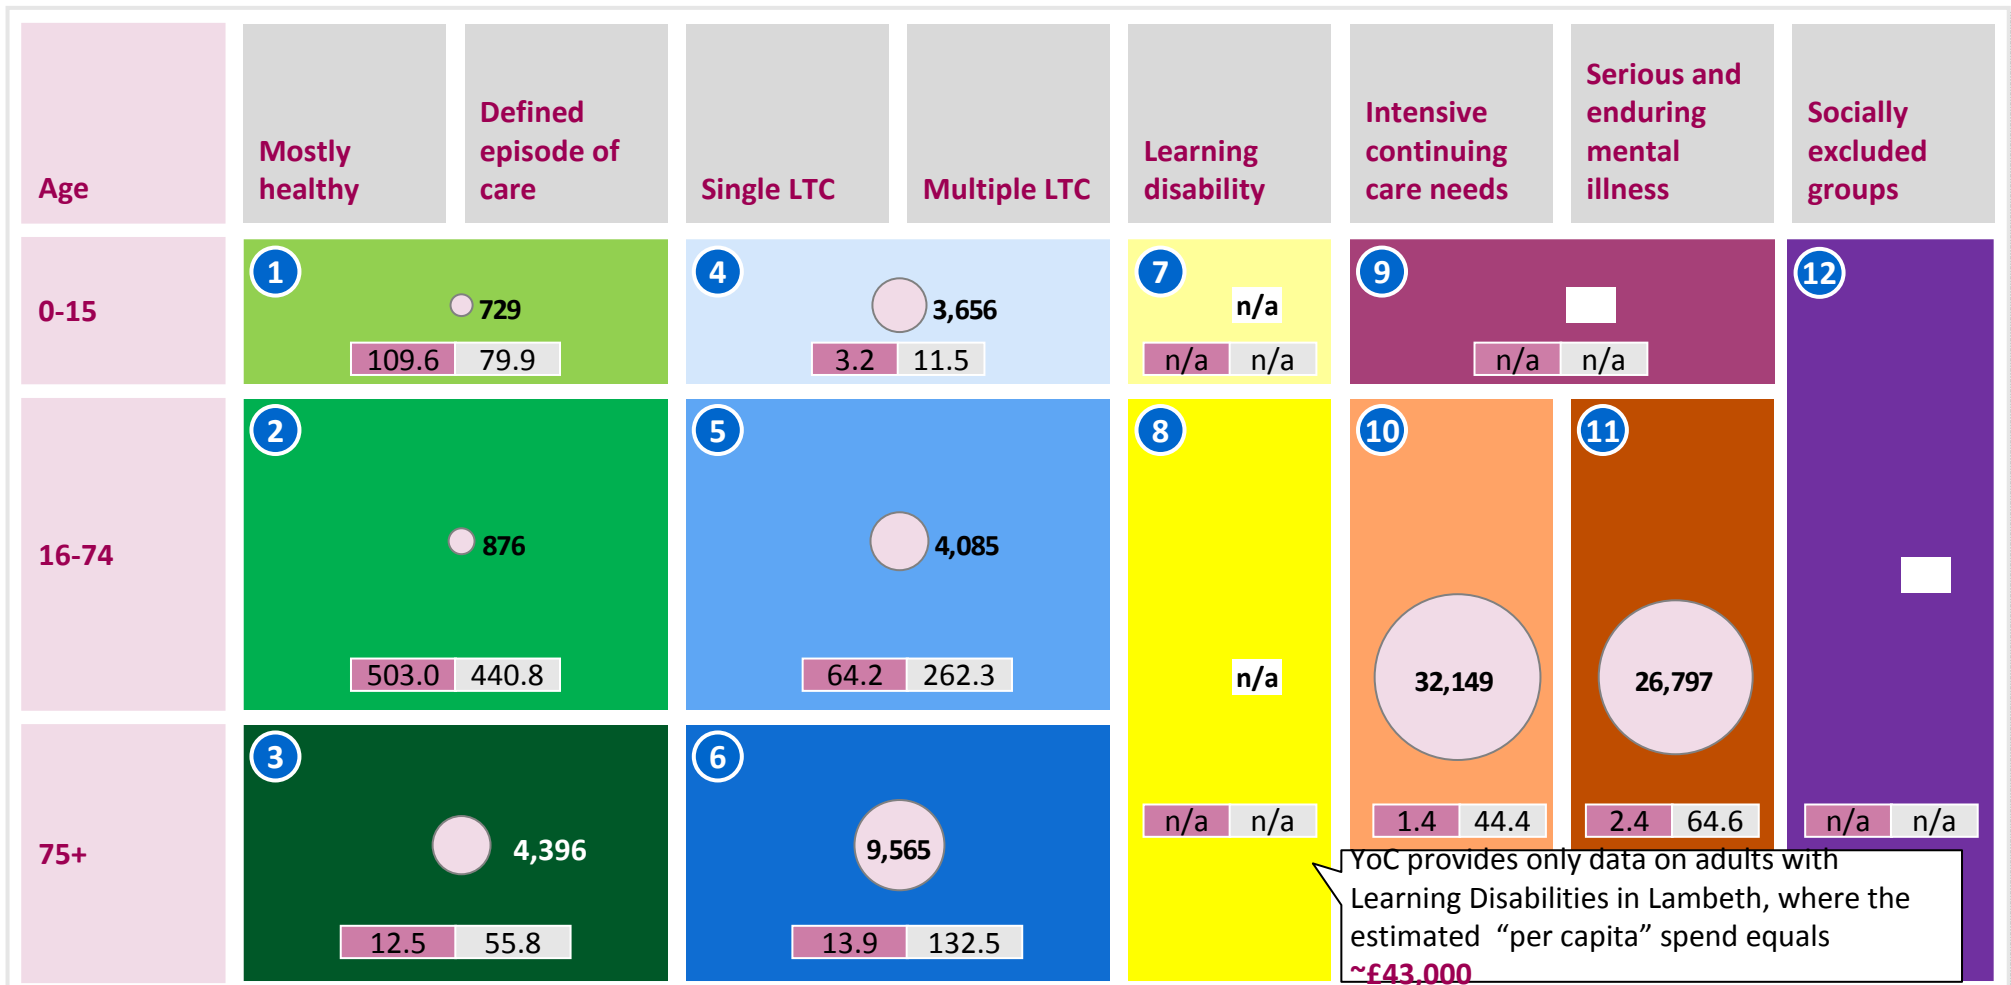 Age
Mostly
healthy
Defined
episode of
care
Single LTC
Multiple LTC
Learning
disability
Intensive
continuing
care needs
Serious and
enduring
mental
illness
Socially
excluded
groups
0-15
1
729
109.6 79.9
4
3,656
3.2 11.5
7
n/a
n/a n/a
9
n/a n/a
12
16-74
2
876
503.0 440.8
5
4,085
64.2 262.3
8
n/a
n/a n/a
10
32,149
1.4 44.4
11
26,797
2.4 64.6
n/a n/a
75+
3
4,396
12.5 55.8
6
9,565
13.9 132.5
YoC provides only data on adults with
Learning Disabilities in Lambeth, where the
estimated “per capita” spend equals
~£43,000